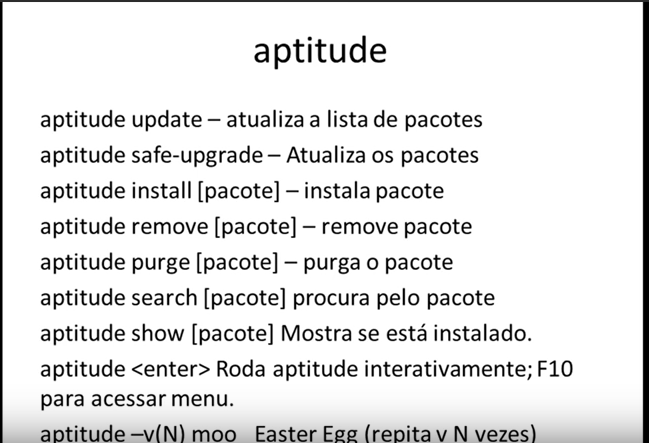 aptitude
aptitude update – atualiza a lista de pacotes
aptitude safe-upgrade – Atualiza os pacotes
aptitude install [pacote] – instala pacote
aptitude remove [pacote] – remove pacote
aptitude purge [pacote] – purga o pacote
aptitude search [pacote] procura pelo pacote
aptitude show [pacote] Mostra se está instalado.
aptitude <enter> Roda aptitude interativamente; F10
para acessar menu.
aptitude –v(N) moo Easter Egg (repita v N vezes)